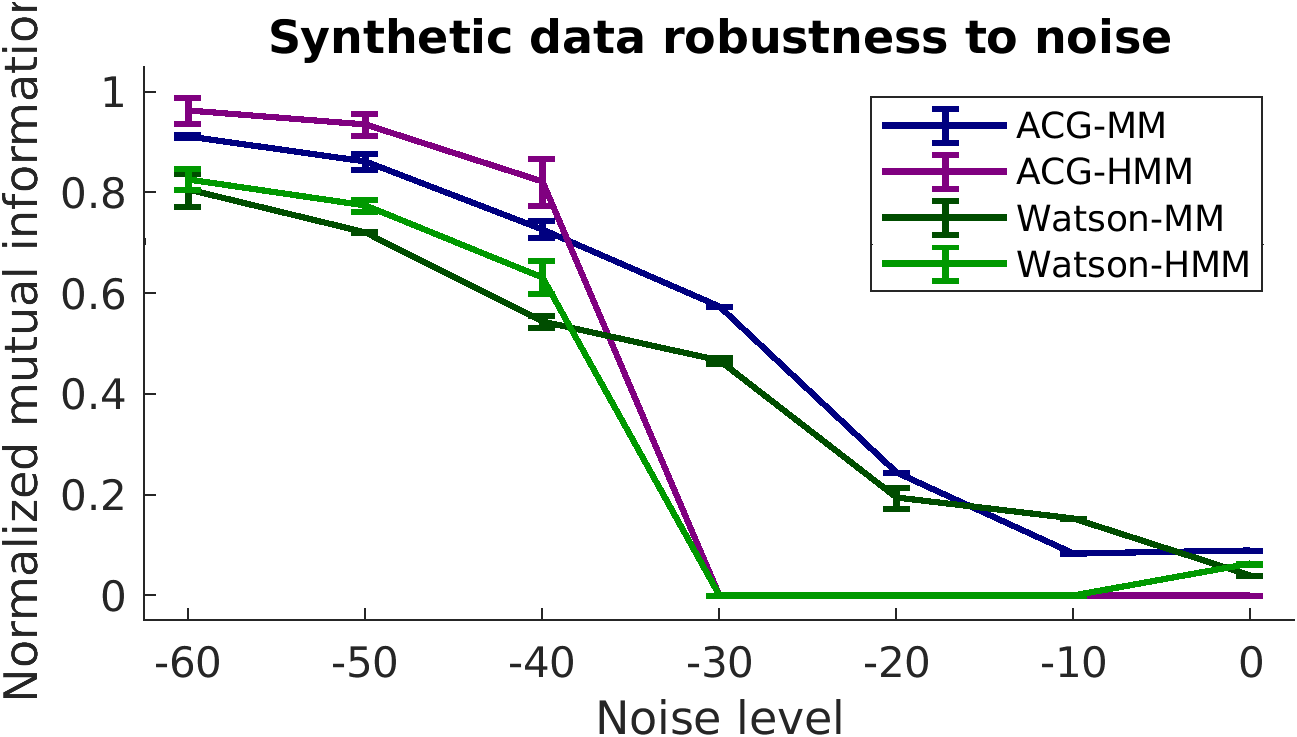 Synthetic data robustness to noise
Normalized mutual information
1
0.8
0.6
0.4
0.2
0
ACG-MM
ACG-HMM
Watson-MM
Watson-HMM
-60 -50 -40 -30 -20 -10 0
Noise level